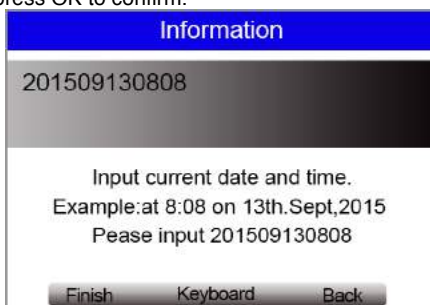 press OK to confirm.
Information
201509130808
Input current date and time.
Example:at 8:08 on 13th.Sept,2015
Pease input 201509130808
Finish Keyboard Back